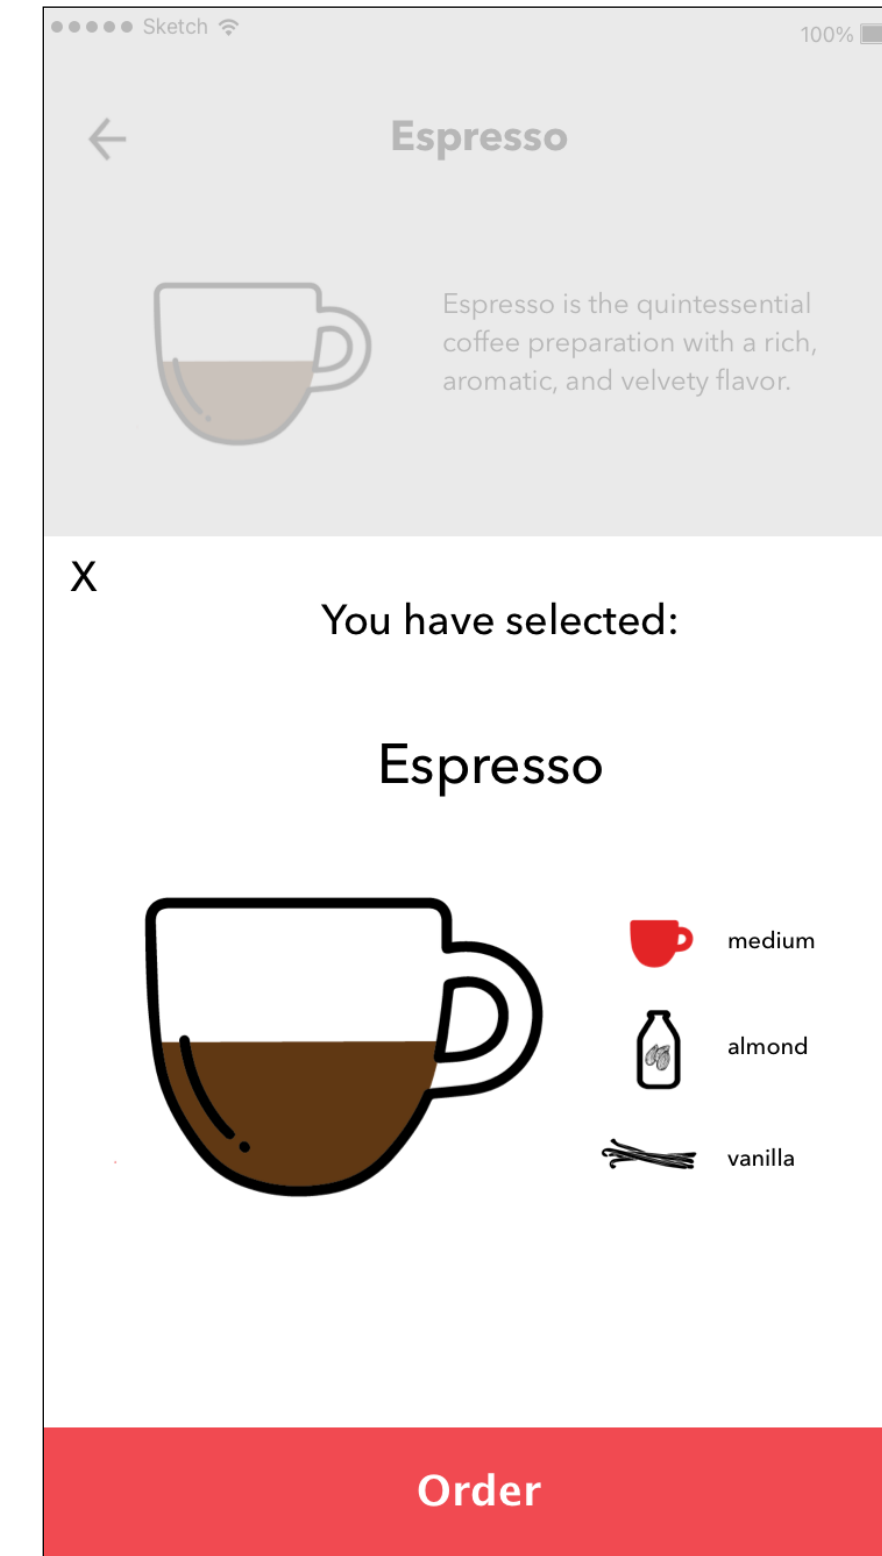 Sketch
100%
Espresso
Espresso is the quintessential
coffee preparation with a rich,
aromatic, and velvety flavor.
X
You have selected:
Espresso
medium
almond
vanilla
Order